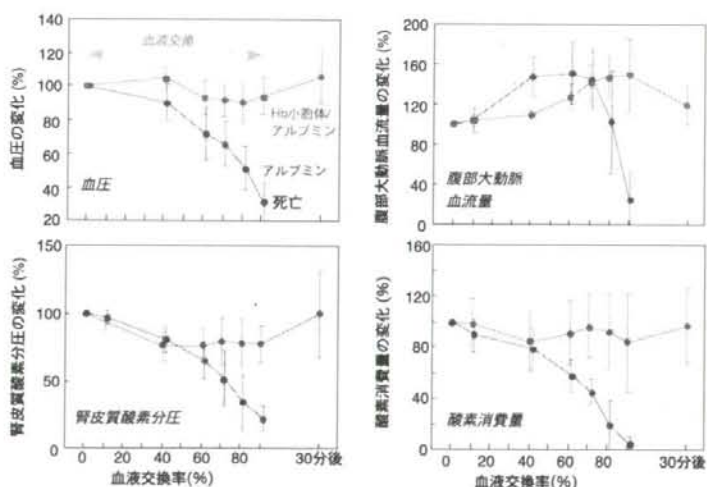 140
120
100
80
60
40
20
血圧の変化 (%)
血液交換
Hb小胞体/
アルブミン
アルブミン
死亡
血圧
200
160
120
80
40
0
腹部大動脈血流量の変化 (%)
腹部大動脈
血流量
150
100
50
0
腎皮質酸素分圧の変化 (%)
腎皮質酸素分圧
0 20 40 60 80 30分後
血液交換率(%)
160
120
80
40
0
酸素消費量の変化 (%)
酸素消費量
0 20 40 60 80 30分後
血液交換率(%)